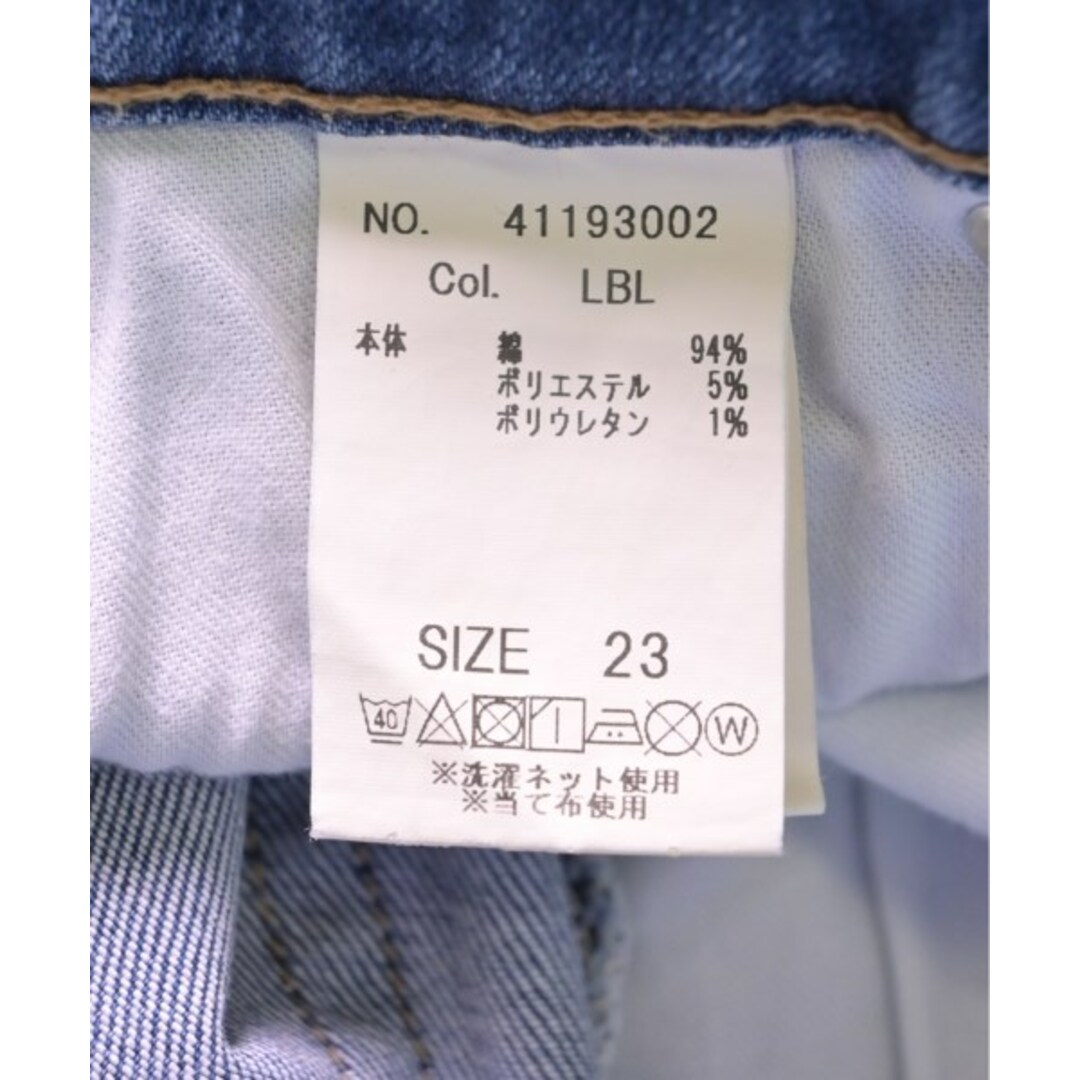 NO. 41193002
Col. LBL
本体 綿 94%
ポリエステル 5%
ポリウレタン 1%
SIZE 23
40 W
※洗濯ネット使用
※当て布使用